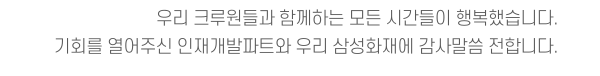 우리 크루원들과 함께하는 모든 시간들이 행복했습니다.
기회를 열어주신 인재개발파트와 우리 삼성화재에 감사말씀 전합니다.